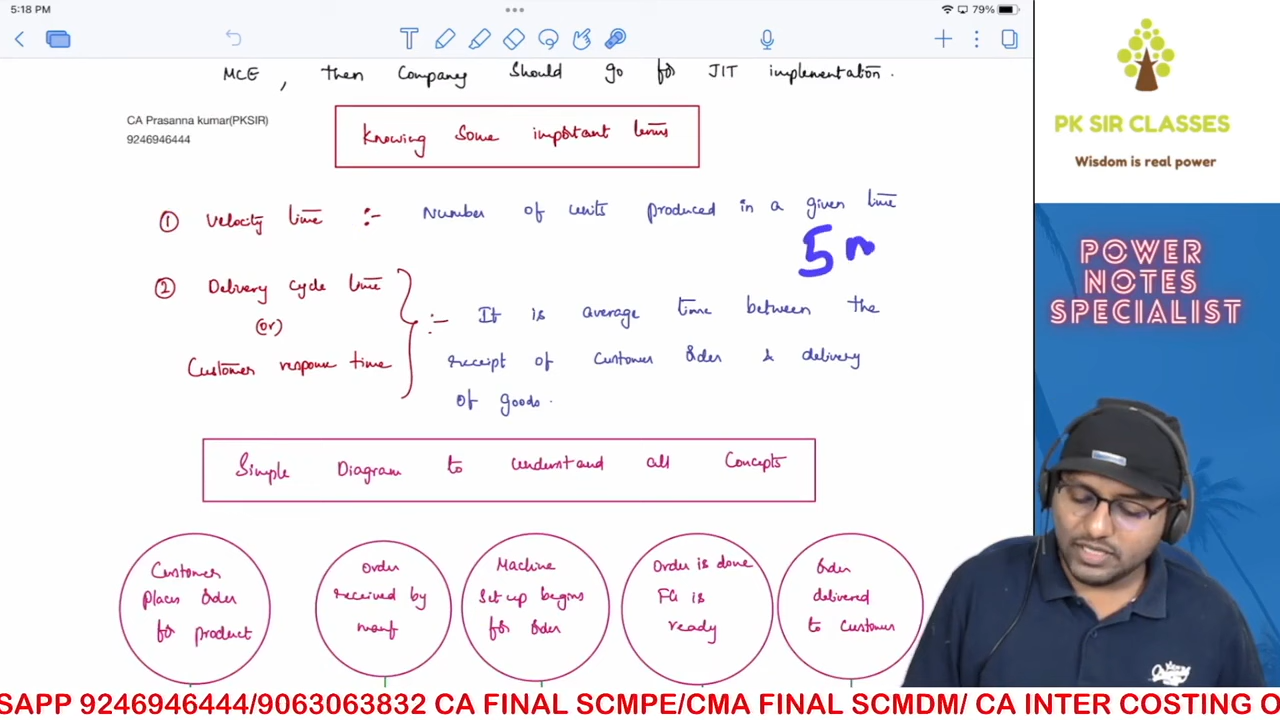 5:18 PM
79%
MCE, then Company Should go for JIT implementation.
CA Prasanna kumar(PKSIR)
9246946444
Knowing Some important terms
① Velocity time :- Number of units produced in a given time
5 m
② Delivery cycle time
(or)
Customer response time
:- It is average time between the
receipt of Customer Order & delivery
of goods.
Simple Diagram to understand all Concepts
Customer
places Order
for product
Order
received by
manf
Machine
Set up begins
for Order
Order is done
FG is
ready
Order
delivered
to Customer
PK SIR CLASSES
Wisdom is real power
POWER
NOTES
SPECIALIST
SAPP 9246946444/9063063832 CA FINAL SCMPE/CMA FINAL SCMDM/ CA INTER COSTING O